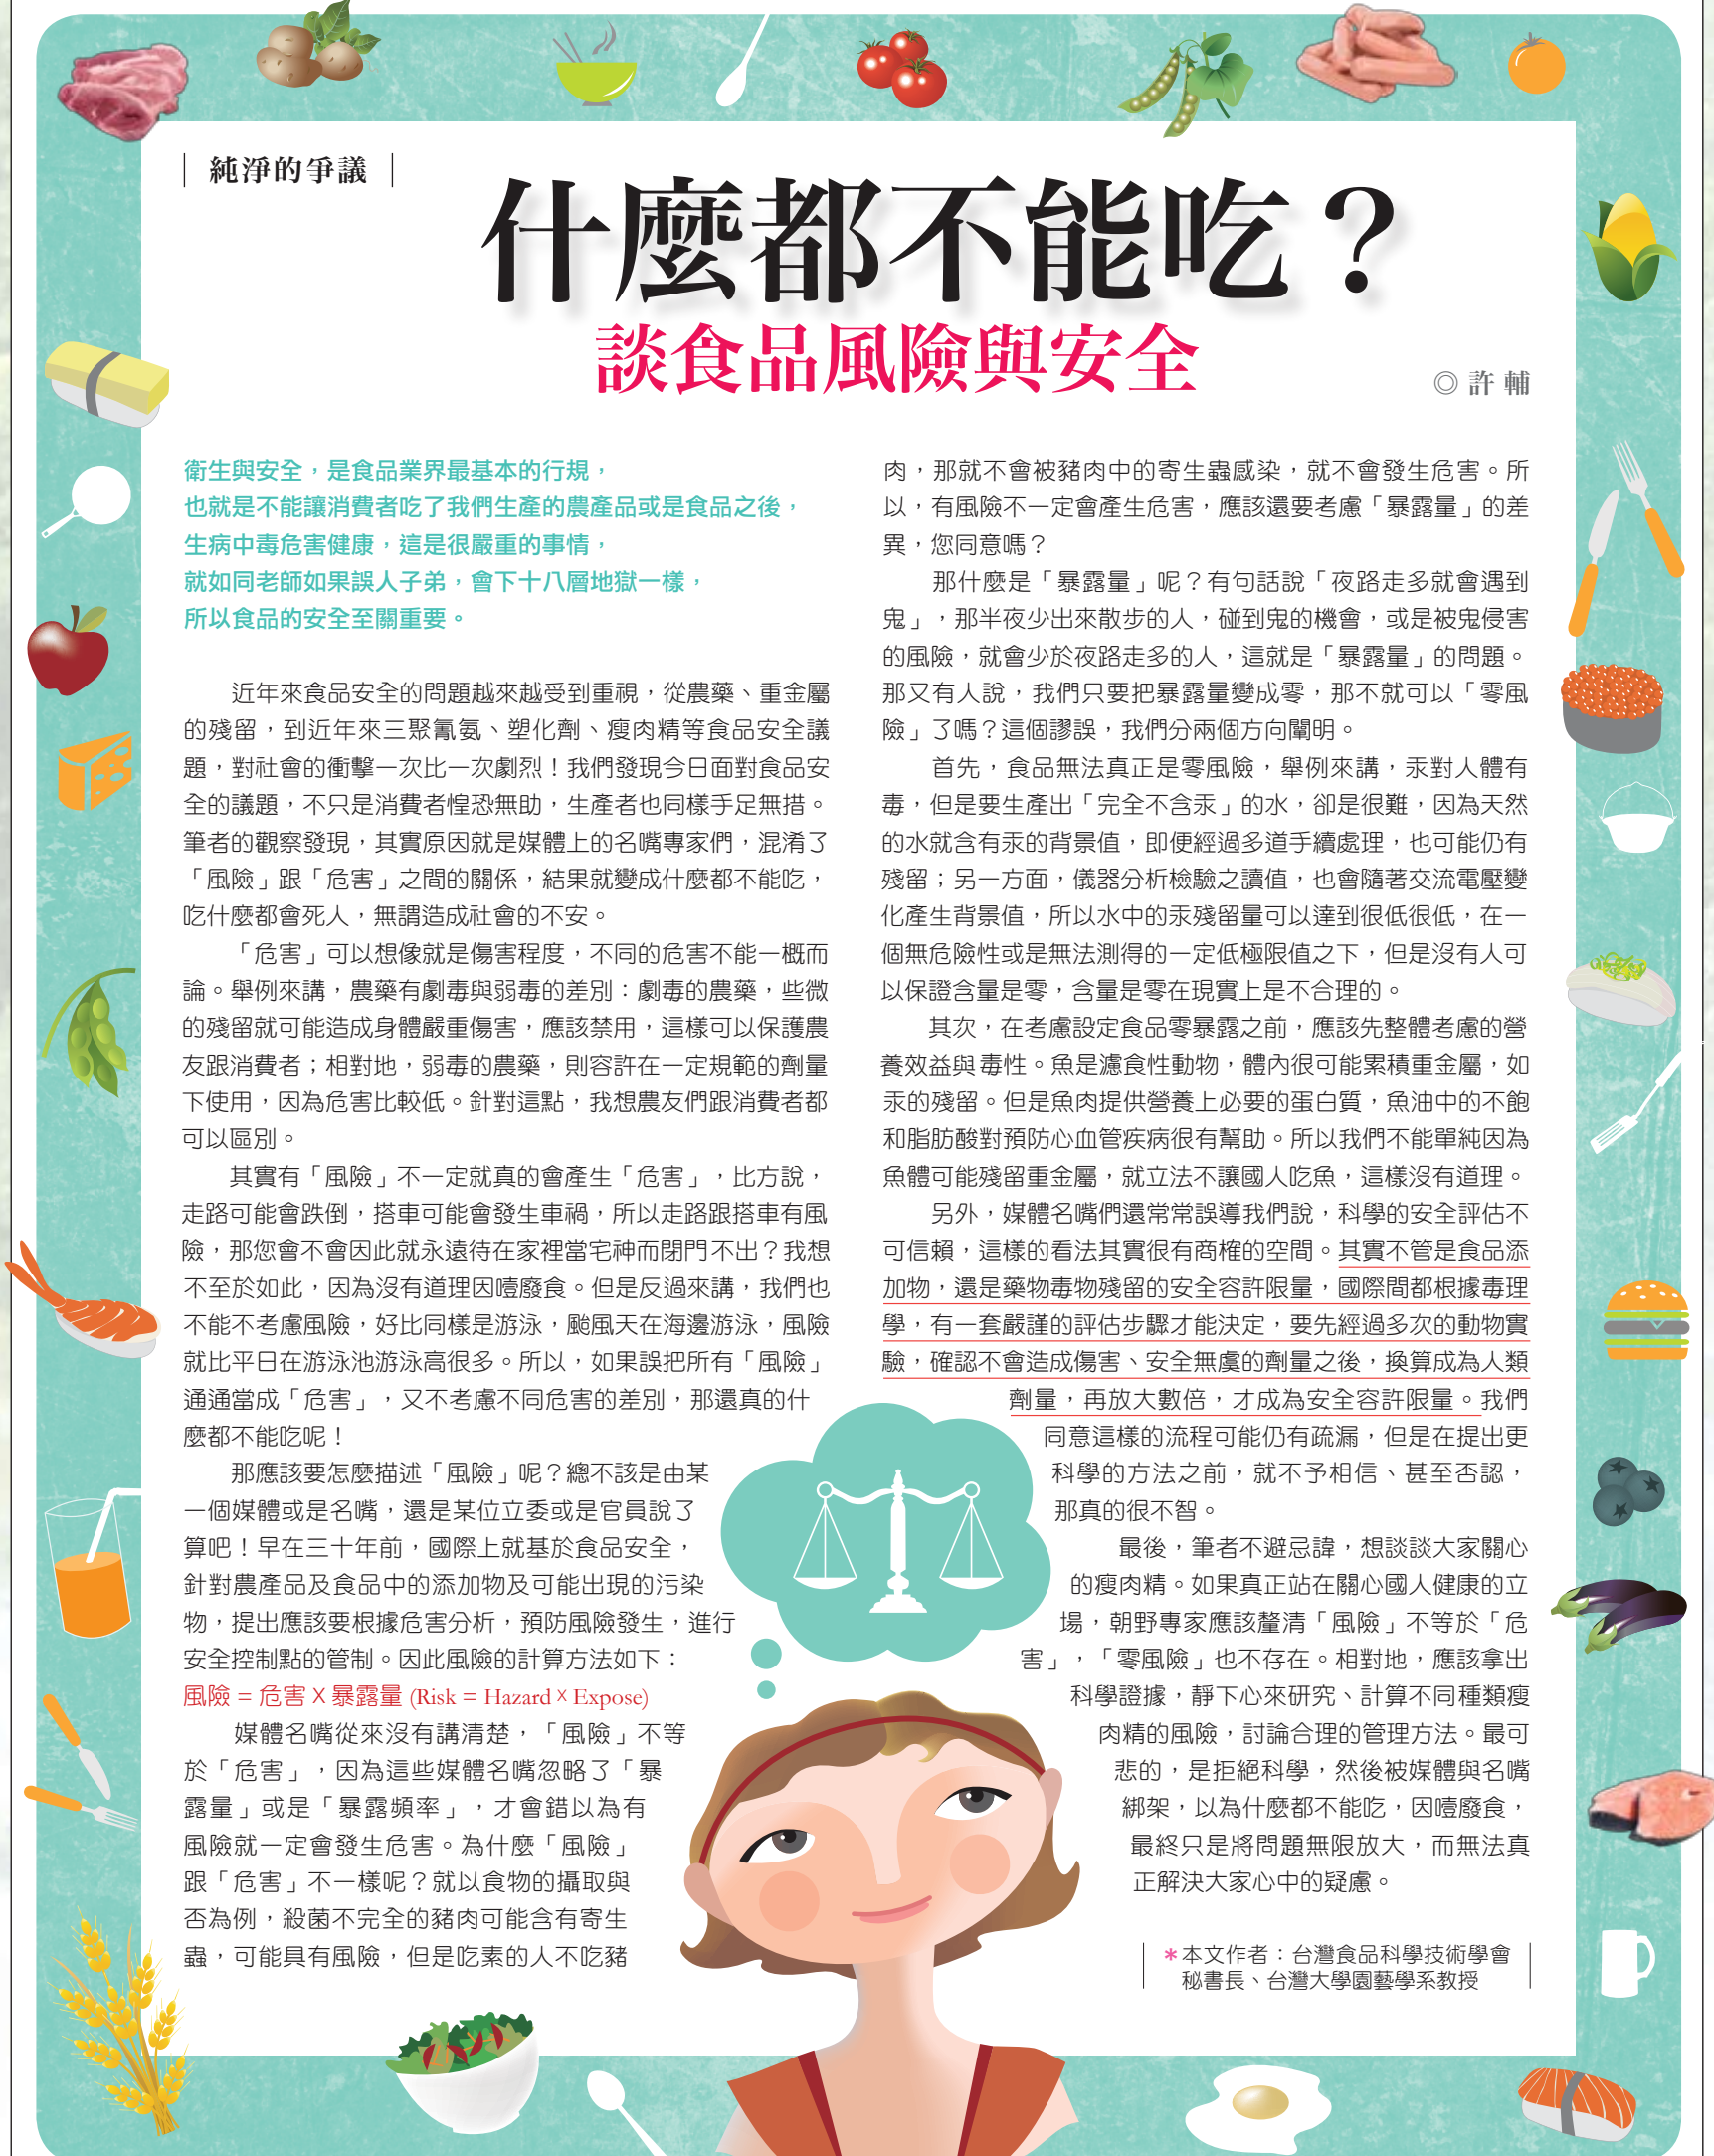 純淨的爭議
什麼都不能吃？
談食品風險與安全
◎許輔
衛生與安全，是食品業界最基本的行規，
也就是不能讓消費者吃了我們生產的農產品或是食品之後，
生病中毒危害健康，這是很嚴重的事情，
就如同老師如果誤人子弟，會下十八層地獄一樣，
所以食品的安全至關重要。
近年來食品安全的問題越來越受到重視，從農藥、重金屬
的殘留，到近年來三聚氰氨、塑化劑、瘦肉精等食品安全議
題，對社會的衝擊一次比一次劇烈！我們發現今日面對食品安
全的議題，不只是消費者惶恐無助，生產者也同樣手足無措。
筆者的觀察發現，其實原因就是媒體上的名嘴專家們，混淆了
「風險」跟「危害」之間的關係，結果就變成什麼都不能吃，
吃什麼都會死人，無謂造成社會的不安。
「危害」可以想像就是傷害程度，不同的危害不能一概而
論。舉例來講，農藥有劇毒與弱毒的差別：劇毒的農藥，些微
的殘留就可能造成身體嚴重傷害，應該禁用，這樣可以保護農
友跟消費者；相對地，弱毒的農藥，則容許在一定規範的劑量
下使用，因為危害比較低。針對這點，我想農友們跟消費者都
可以區別。
其實有「風險」不一定就真的會產生「危害」，比方說，
走路可能會跌倒，搭車可能會發生車禍，所以走路跟搭車有風
險，那您會不會因此就永遠待在家裡當宅神而閉門不出？我想
不至於如此，因為沒有道理因噎廢食。但是反過來講，我們也
不能不考慮風險，好比同樣是游泳，颱風天在海邊游泳，風險
就比平日在游泳池游泳高很多。所以，如果誤把所有「風險」
通通當成「危害」，又不考慮不同危害的差別，那還真的什
麼都不能吃呢！
那應該要怎麼描述「風險」呢？總不該是由某
一個媒體或是名嘴，還是某位立委或是官員說了
算吧！早在三十年前，國際上就基於食品安全，
針對農產品及食品中的添加物及可能出現的污染
物，提出應該要根據危害分析，預防風險發生，進行
安全控制點的管制。因此風險的計算方法如下：
風險 = 危害 X 暴露量 (Risk = Hazard x Expose)
媒體名嘴從來沒有講清楚，「風險」不等
於「危害」，因為這些媒體名嘴忽略了「暴
露量」或是「暴露頻率」，才會錯以為有
風險就一定會發生危害。為什麼「風險」
跟「危害」不一樣呢？就以食物的攝取與
否為例，殺菌不完全的豬肉可能含有寄生
蟲，可能具有風險，但是吃素的人不吃豬
肉，那就不會被豬肉中的寄生蟲感染，就不會發生危害。所
以，有風險不一定會產生危害，應該還要考慮「暴露量」的差
異，您同意嗎？
那什麼是「暴露量」呢？有句話說「夜路走多就會遇到
鬼」，那半夜少出來散步的人，碰到鬼的機會，或是被鬼侵害
的風險，就會少於夜路走多的人，這就是「暴露量」的問題。
那又有人說，我們只要把暴露量變成零，那不就可以「零風
險」了嗎？這個謬誤，我們分兩個方向闡明。
首先，食品無法真正是零風險，舉例來講，汞對人體有
毒，但是要生產出「完全不含汞」的水，卻是很難，因為天然
的水就含有汞的背景值，即便經過多道手續處理，也可能仍有
殘留；另一方面，儀器分析檢驗之讀值，也會隨著交流電壓變
化產生背景值，所以水中的汞殘留量可以達到很低很低，在一
個無危險性或是無法測得的一定低極限值之下，但是沒有人可
以保證含量是零，含量是零在現實上是不合理的。
其次，在考慮設定食品零暴露之前，應該先整體考慮的營
養效益與毒性。魚是濾食性動物，體內很可能累積重金屬，如
汞的殘留。但是魚肉提供營養上必要的蛋白質，魚油中的不飽
和脂肪酸對預防心血管疾病很有幫助。所以我們不能單純因為
魚體可能殘留重金屬，就立法不讓國人吃魚，這樣沒有道理。
另外，媒體名嘴們還常常誤導我們說，科學的安全評估不
可信賴，這樣的看法其實很有商榷的空間。其實不管是食品添
加物，還是藥物毒物殘留的安全容許限量，國際間都根據毒理
學，有一套嚴謹的評估步驟才能決定，要先經過多次的動物實
驗，確認不會造成傷害、安全無虞的劑量之後，換算成為人類
劑量，再放大數倍，才成為安全容許限量。我們
同意這樣的流程可能仍有疏漏，但是在提出更
科學的方法之前，就不予相信、甚至否認，
那真的很不智。
最後，筆者不避忌諱，想談談大家關心
的瘦肉精。如果真正站在關心國人健康的立
場，朝野專家應該釐清「風險」不等於「危
害」，「零風險」也不存在。相對地，應該拿出
科學證據，靜下心來研究、計算不同種類瘦
肉精的風險，討論合理的管理方法。最可
悲的，是拒絕科學，然後被媒體與名嘴
綁架，以為什麼都不能吃，因噎廢食，
最終只是將問題無限放大，而無法真
正解決大家心中的疑慮。
*本文作者：台灣食品科學技術學會
秘書長、台灣大學園藝學系教授